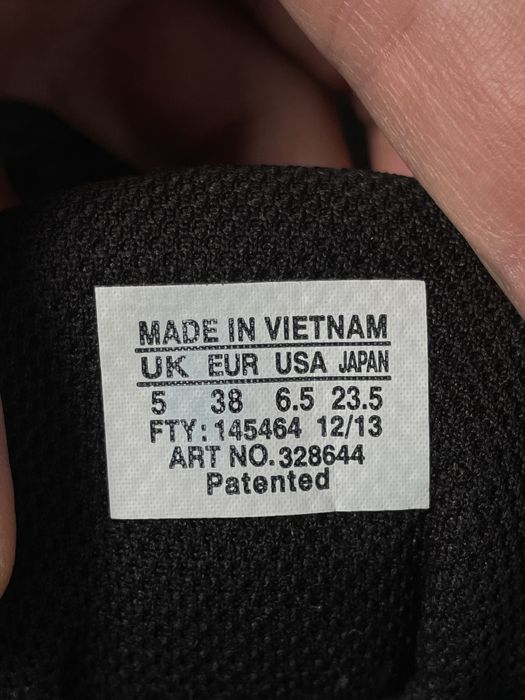 MADE IN VIETNAM
UK EUR USA JAPAN
5 38 6.5 23.5
FTY: 145464 12/13
ART NO. 328644
Patented